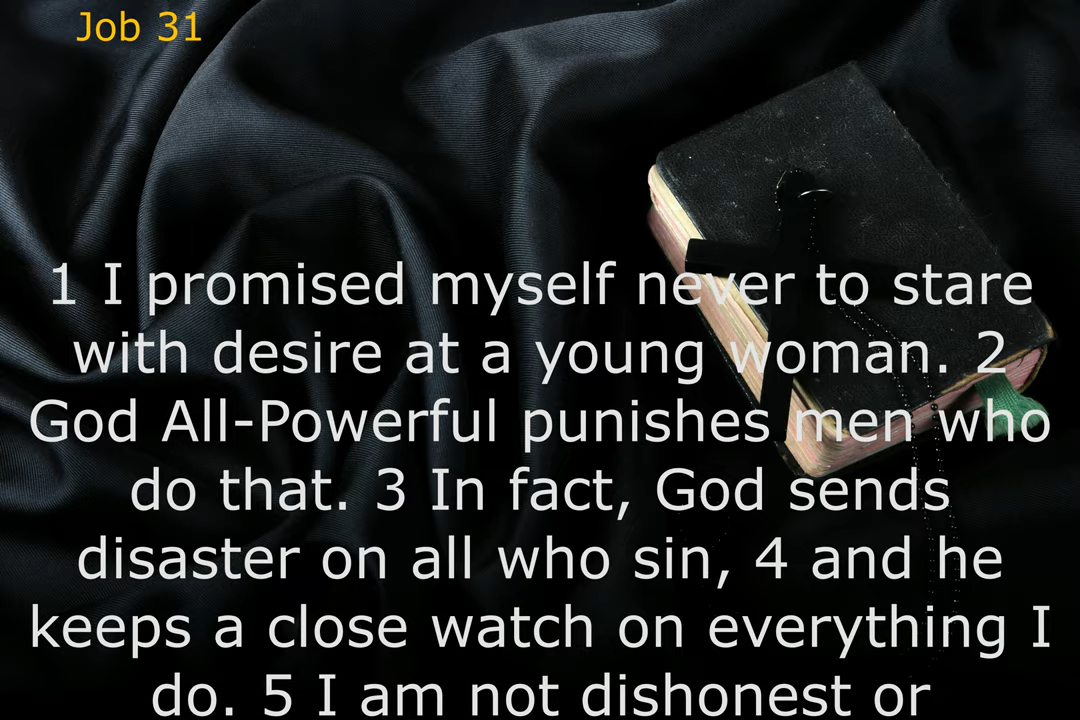 Job 31
1 I promised myself never to stare
with desire at a young woman. 2
God All-Powerful punishes men who
do that. 3 In fact, God sends
disaster on all who sin, 4 and he
keeps a close watch on everything I
do. 5 I am not dishonest or